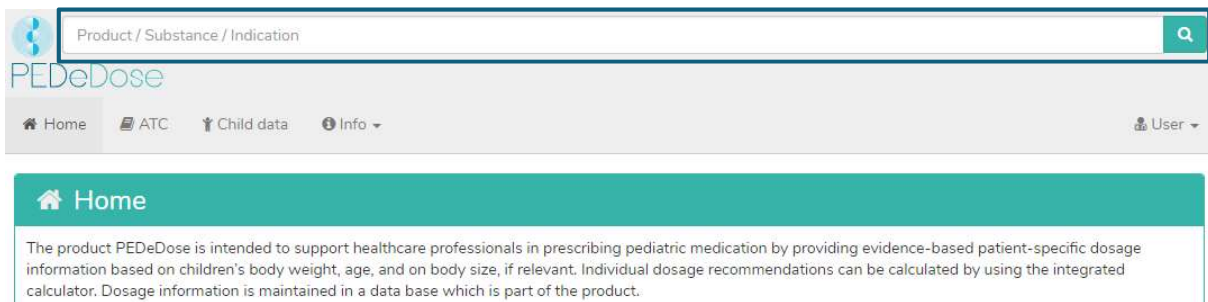 Product / Substance / Indication
PEDeDose
Home ATC Child data Info User
Home
The product PEDeDose is intended to support healthcare professionals in prescribing pediatric medication by providing evidence-based patient-specific dosage
information based on children's body weight, age, and on body size, if relevant. Individual dosage recommendations can be calculated by using the integrated
calculator. Dosage information is maintained in a data base which is part of the product.